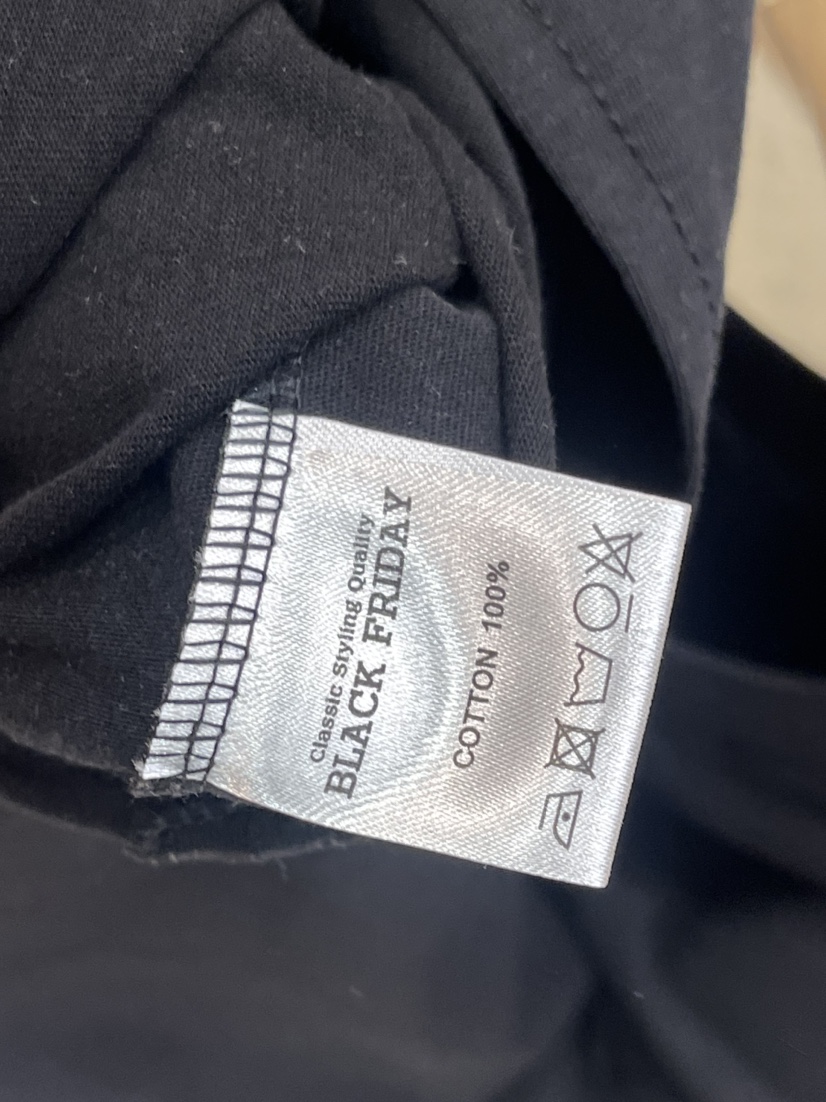 Classic Styling Quality
BLACK FRIDAY
COTTON 100%